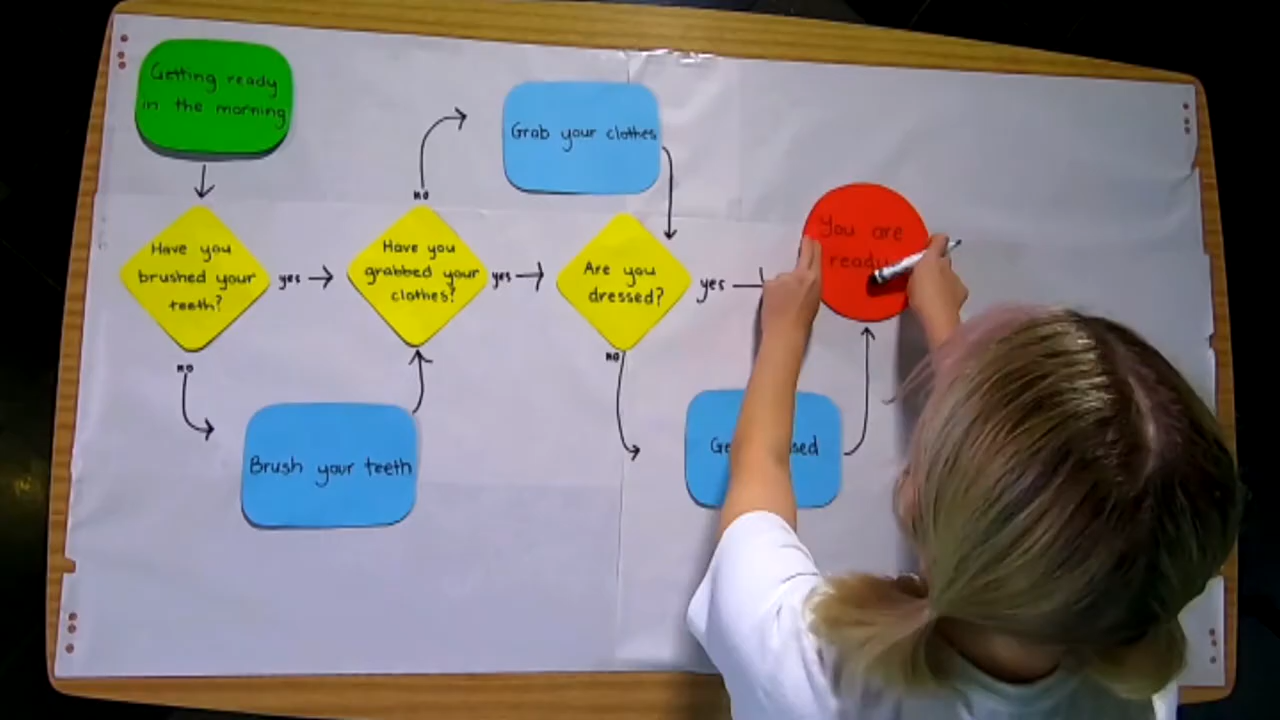 Getting ready
in the morning
Have you
brushed your
teeth?
yes
no
Brush your teeth
Have you
grabbed your
clothes?
no
Grab your clothes
yes
Are you
dressed?
no
yes
You are
ready